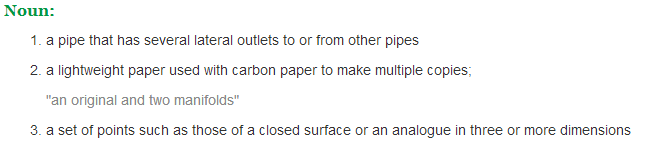 Noun:
1. a pipe that has several lateral outlets to or from other pipes
2. a lightweight paper used with carbon paper to make multiple copies;
"an original and two manifolds"
3. a set of points such as those of a closed surface or an analogue in three or more dimensions